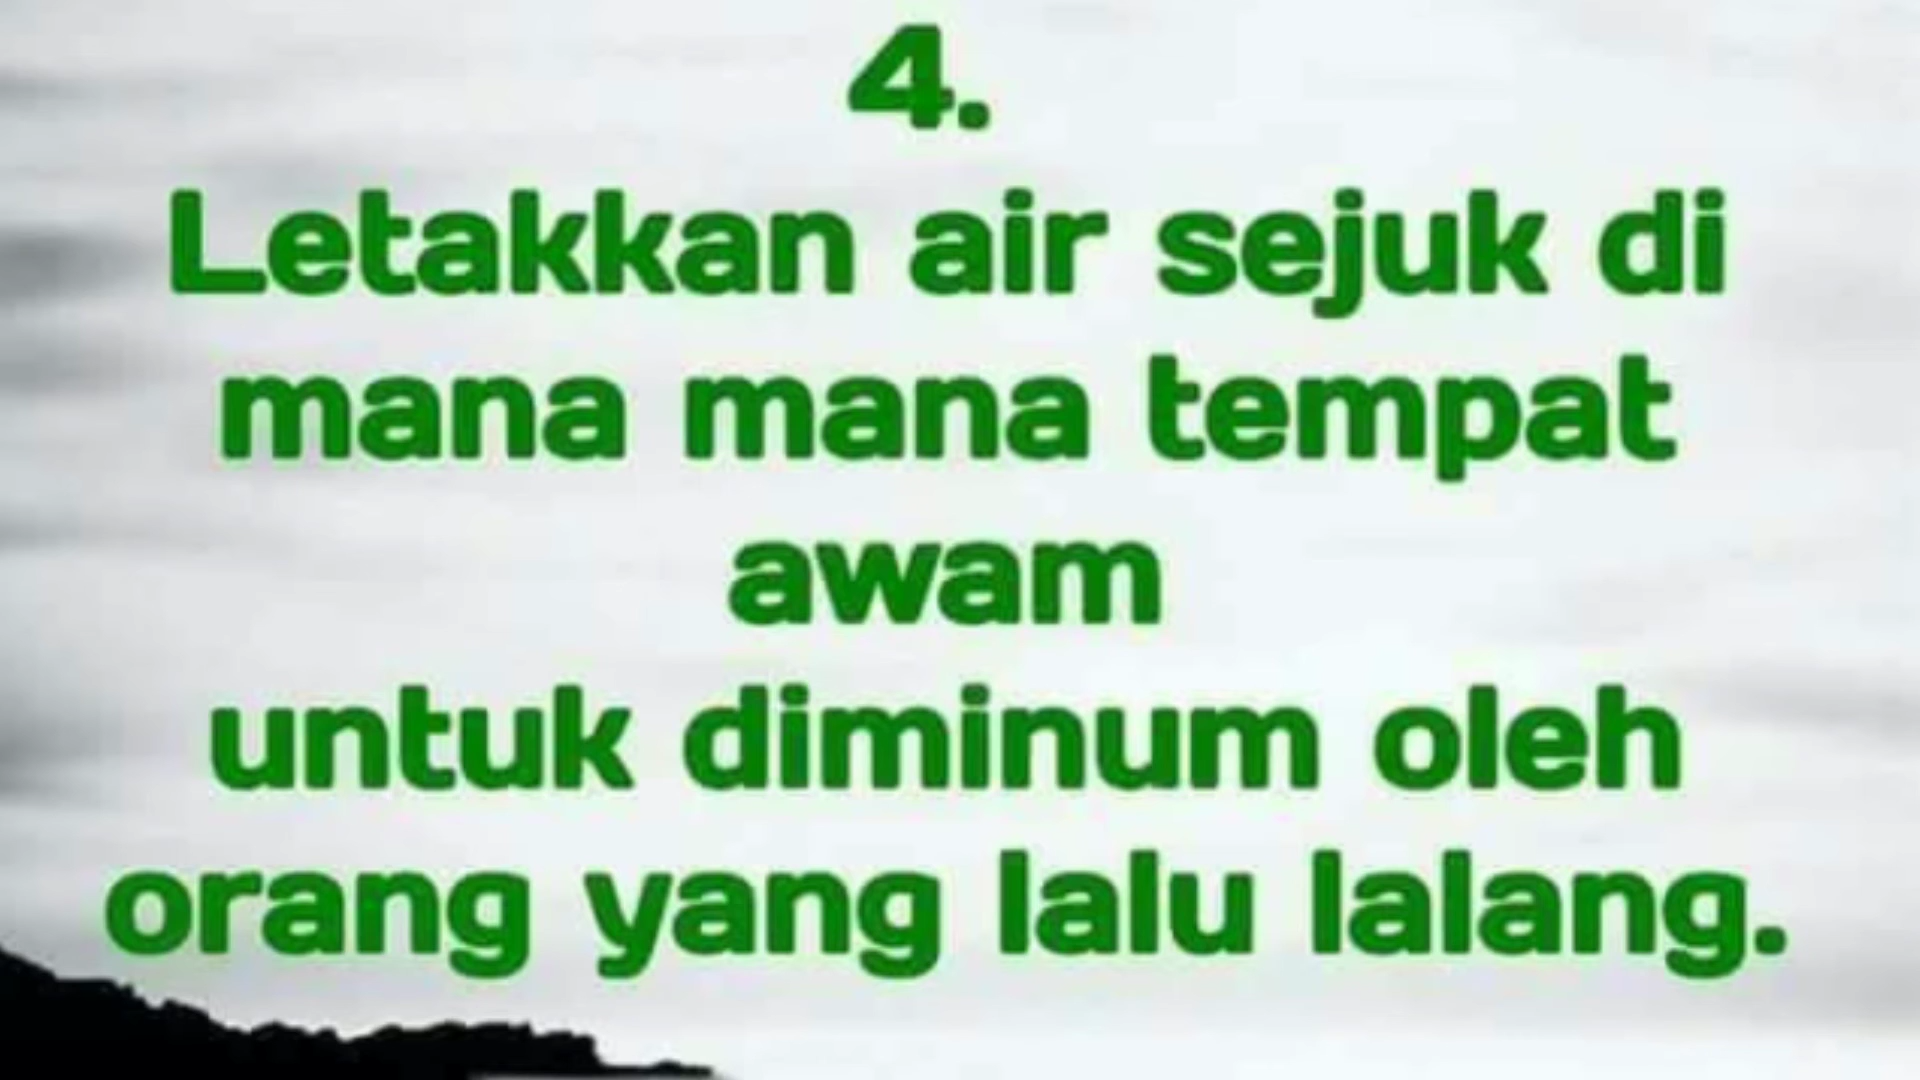 4.
Letakkan air sejuk di
mana mana tempat
awam
untuk diminum oleh
orang yang lalu lalang.